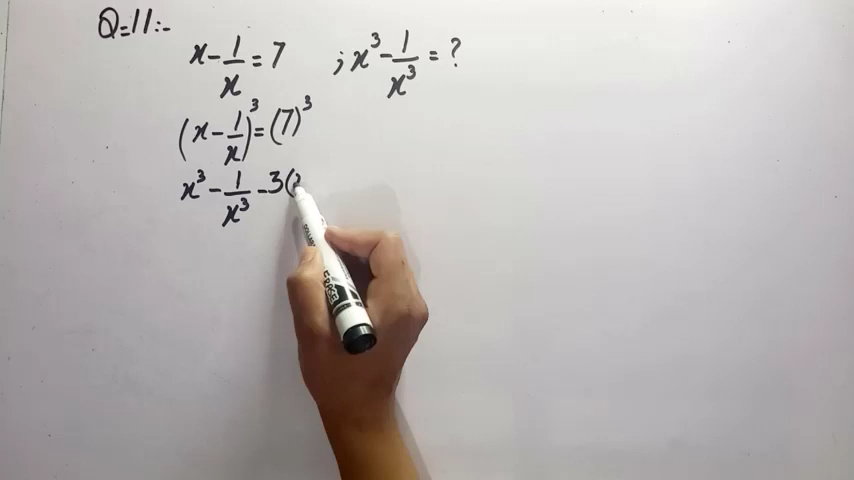 Q=11:-
x - 1/x = 7 ; x³ - 1/x³ = ?
(x - 1/x)³ = (7)³
x³ - 1/x³ - 3(